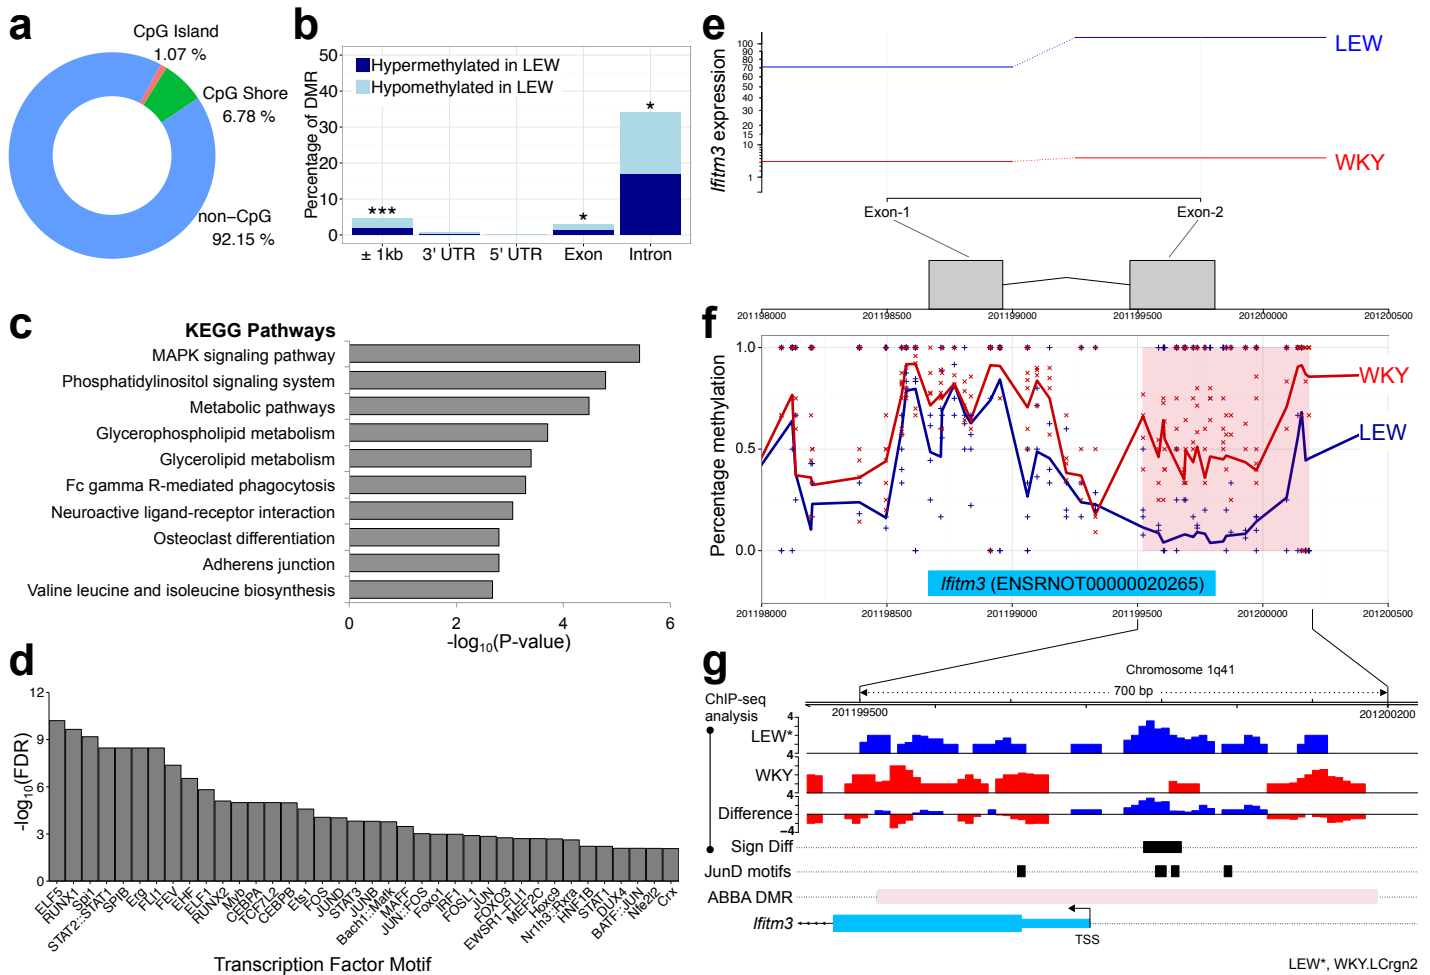 a
CpG Island
1.07 %
CpG Shore
6.78 %
non-CpG
92.15 %
b
Percentage of DMR
50
40
30
20
10
0
Hypermethylated in LEW
Hypomethylated in LEW
***
*
*
± 1kb
3' UTR
5' UTR
Exon
Intron
c
KEGG Pathways
MAPK signaling pathway
Phosphatidylinositol signaling system
Metabolic pathways
Glycerophospholipid metabolism
Glycerolipid metabolism
Fc gamma R-mediated phagocytosis
Neuroactive ligand-receptor interaction
Osteoclast differentiation
Adherens junction
Valine leucine and isoleucine biosynthesis
0
2
4
6
-log10(P-value)
d
-log10(FDR)
12
9
6
3
0
ELF5
RUNX1
Spi1
STAT2::STAT1
SPIB
Erg
FLI1
FEV
EHF
ELF1
RUNX2
Myb
CEBPA
TCF7L2
CEBPB
Ets1
FOS
JUND
STAT3
JUNB
Bach1::Mafk
MAFF
JUN::FOS
Foxo1
IRF1
FOSL1
JUN
FOXO3
EWSR1-FLI1
MEF2C
Hoxc9
Nr1h3::Rxra
HNF1B
STAT1
DUX4
BATF::JUN
Nfe2l2
Crx
Transcription Factor Motif
e
Ifitm3 expression
100
90
80
70
60
50
40
30
20
15
10
5
1
LEW
WKY
Exon-1
Exon-2
201198000
201198500
201199000
201199500
201200000
201200500
f
Percentage methylation
1.0
0.5
0.0
WKY
LEW
Ifitm3 (ENSRNOT00000020265)
201198000
201198500
201199000
201199500
201200000
201200500
g
Chromosome 1q41
700 bp
201199500
201200200
ChIP-seq
analysis
4
LEW*
4
WKY
4
Difference
−4
Sign Diff
JunD motifs
ABBA DMR
Ifitm3
TSS
LEW*, WKY.LCrgn2